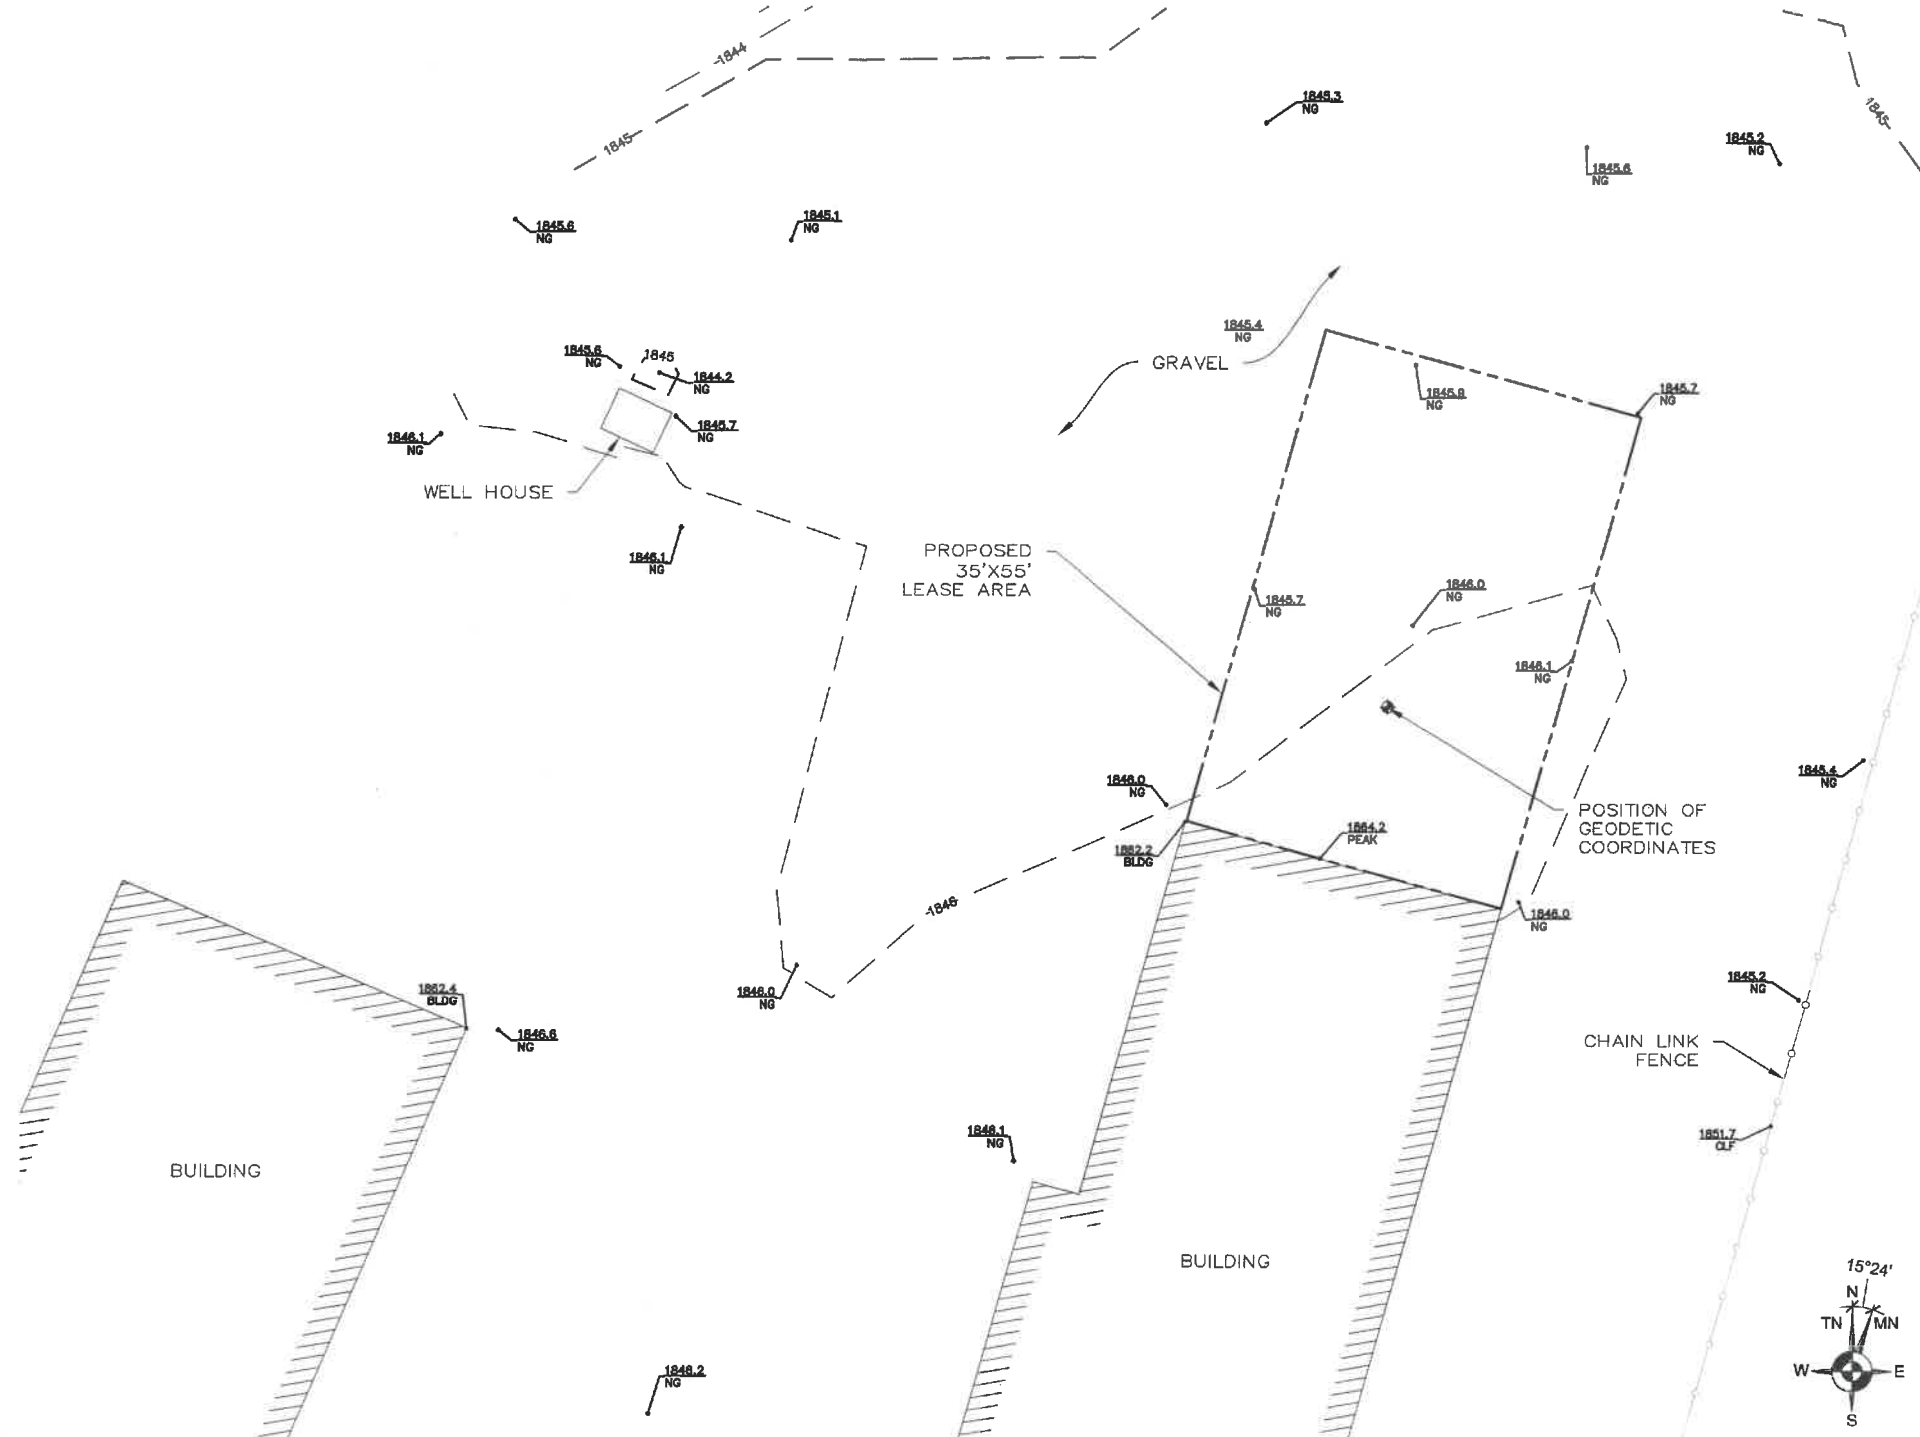 -1844
1845-
1845.3
NG
1845-
1845.2
NG
1845.6
NG
1845.6
NG
1845.1
NG
1845.4
NG
GRAVEL
1845.6
NG
1845
1844.2
NG
1845.7
NG
1845.8
NG
1845.7
NG
1846.1
NG
WELL HOUSE
1846.1
NG
PROPOSED
35'X55'
LEASE AREA
1845.7
NG
1846.0
NG
1846.1
NG
1846.0
NG
1845.4
NG
POSITION OF
GEODETIC
COORDINATES
1862.2
BLDG
1864.2
PEAK
-1846
1846.0
NG
1862.4
BLDG
1846.6
NG
1846.0
NG
1845.2
NG
CHAIN LINK
FENCE
1846.1
NG
1851.7
CLF
BUILDING
BUILDING
1846.2
NG
15°24'
N
TN
MN
W
E
S